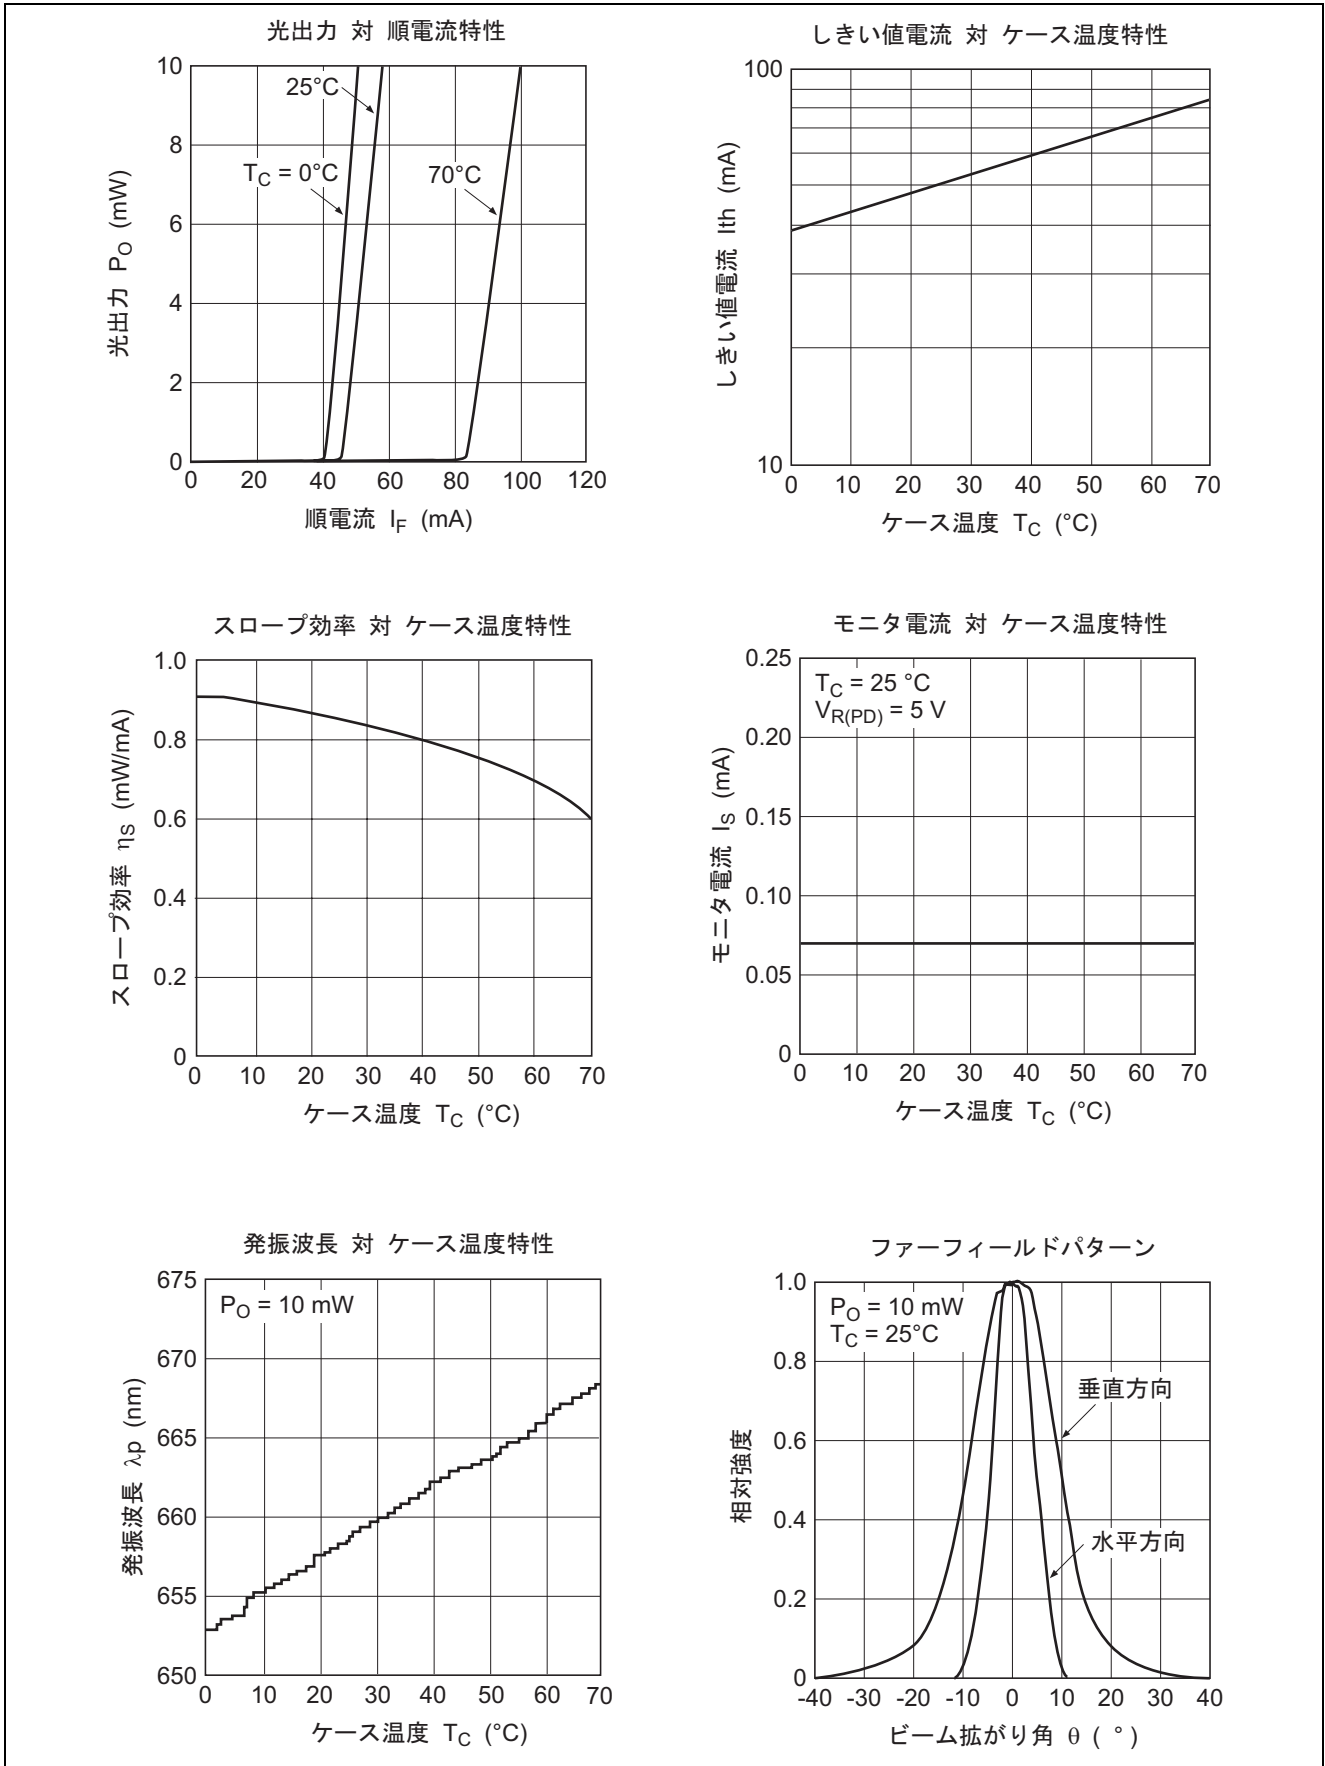 光出力 対 順電流特性
光出力 PO (mW)
10
8
6
4
2
0
25°C
TC = 0°C
70°C
0 20 40 60 80 100 120
順電流 IF (mA)
しきい値電流 対 ケース温度特性
しきい値電流 Ith (mA)
100
10
0 10 20 30 40 50 60 70
ケース温度 TC (°C)
スロープ効率 対 ケース温度特性
スロープ効率 ηS (mW/mA)
1.0
0.8
0.6
0.4
0.2
0
0 10 20 30 40 50 60 70
ケース温度 TC (°C)
モニタ電流 対 ケース温度特性
モニタ電流 IS (mA)
0.25
0.20
0.15
0.10
0.05
0
TC = 25 °C
VR(PD) = 5 V
0 10 20 30 40 50 60 70
ケース温度 TC (°C)
発振波長 対 ケース温度特性
発振波長 λp (nm)
675
670
665
660
655
650
PO = 10 mW
0 10 20 30 40 50 60 70
ケース温度 TC (°C)
ファーフィールドパターン
相対強度
1.0
0.8
0.6
0.4
0.2
0
PO = 10 mW
TC = 25°C
垂直方向
水平方向
-40 -30 -20 -10 0 10 20 30 40
ビーム拡がり角 θ ( ° )